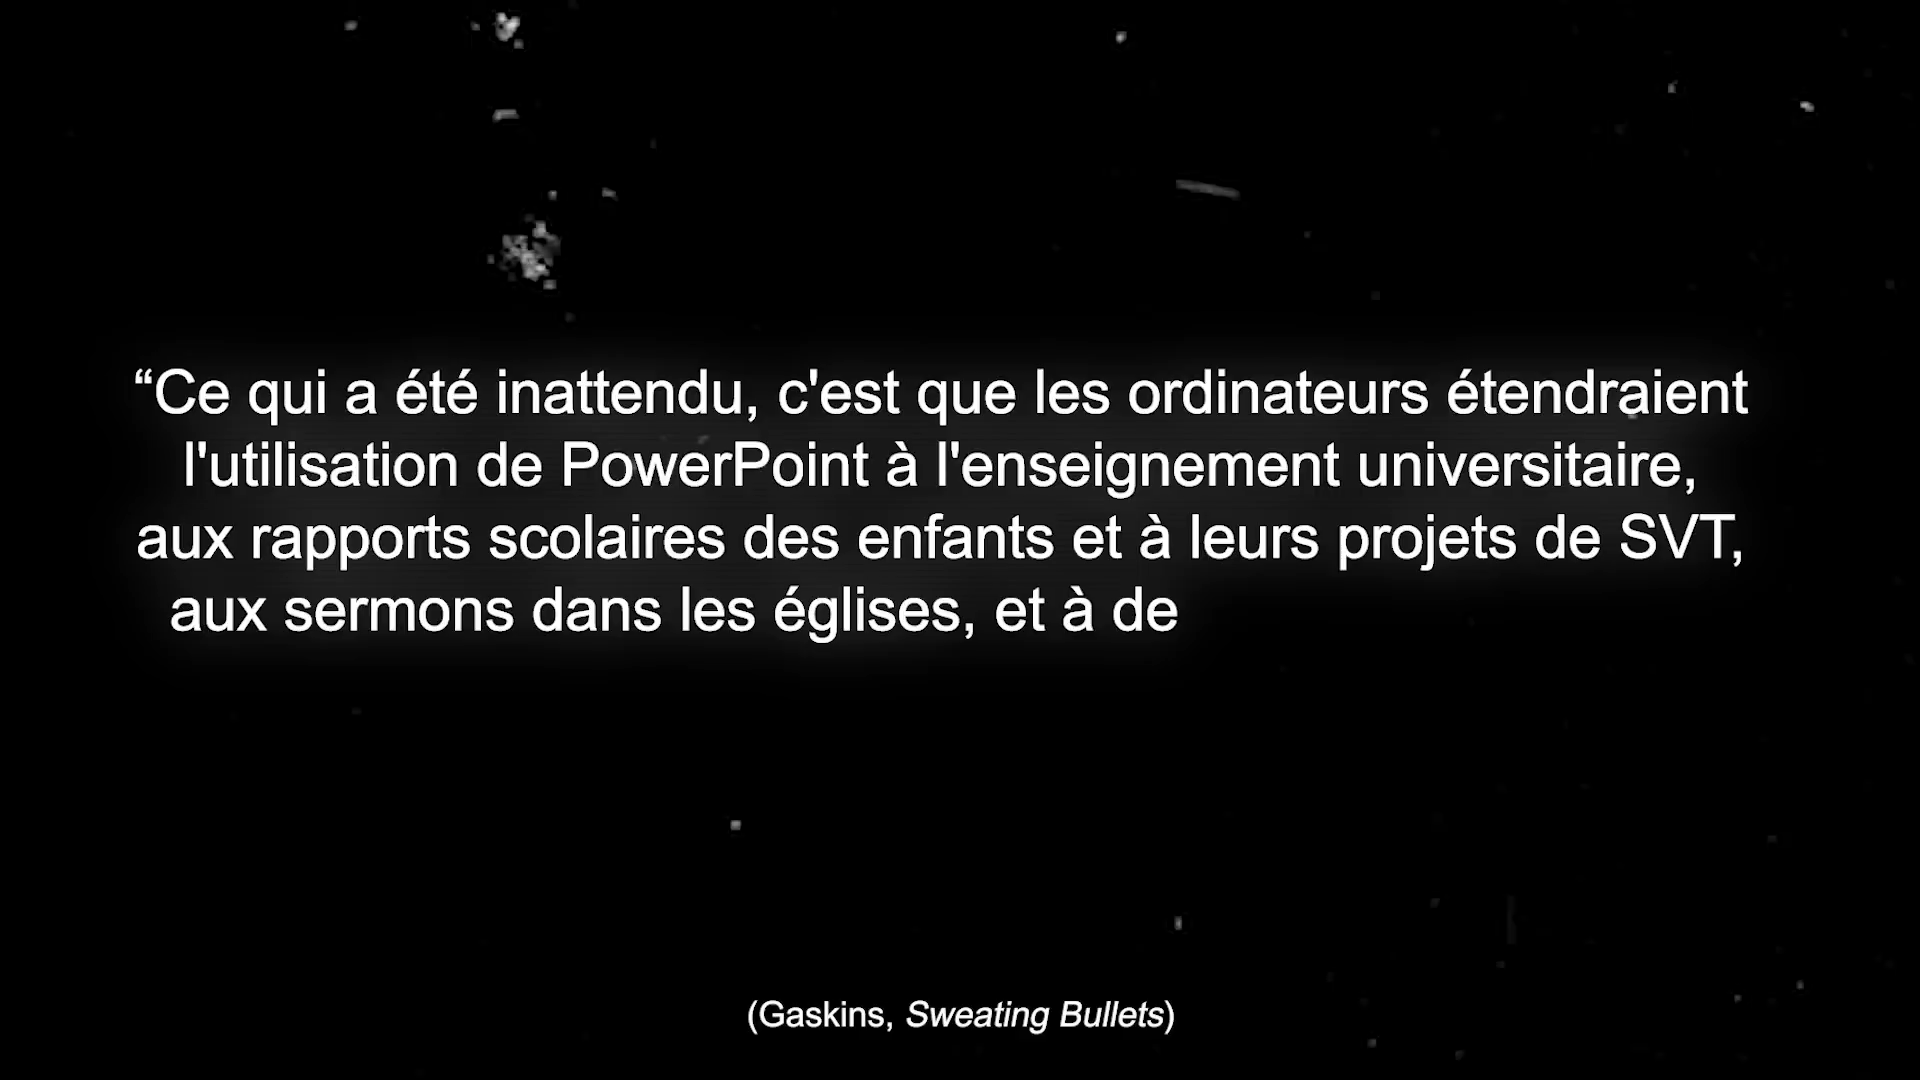 “Ce qui a été inattendu, c'est que les ordinateurs étendraient
l'utilisation de PowerPoint à l'enseignement universitaire,
aux rapports scolaires des enfants et à leurs projets de SVT,
aux sermons dans les églises, et à de
(Gaskins, Sweating Bullets)